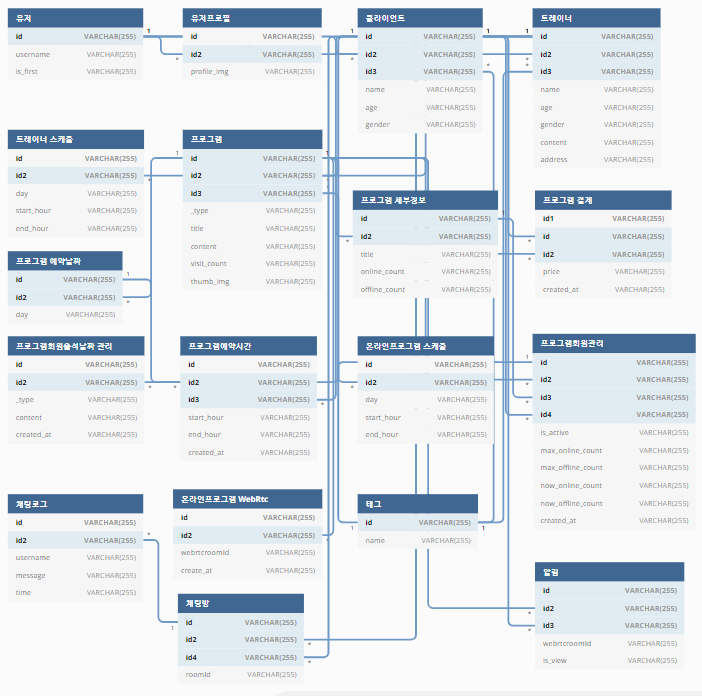 유저
id VARCHAR(255)
username VARCHAR(255)
is_first VARCHAR(255)
유저프로필
id VARCHAR(255)
id2 VARCHAR(255)
profile_img VARCHAR(255)
클라이언트
id VARCHAR(255)
id2 VARCHAR(255)
id3 VARCHAR(255)
name VARCHAR(255)
age VARCHAR(255)
gender VARCHAR(255)
트레이너
id VARCHAR(255)
id2 VARCHAR(255)
id3 VARCHAR(255)
name VARCHAR(255)
age VARCHAR(255)
gender VARCHAR(255)
content VARCHAR(255)
address VARCHAR(255)
트레이너 스케줄
id VARCHAR(255)
id2 VARCHAR(255)
day VARCHAR(255)
start_hour VARCHAR(255)
end_hour VARCHAR(255)
프로그램
id VARCHAR(255)
id2 VARCHAR(255)
id3 VARCHAR(255)
_type VARCHAR(255)
title VARCHAR(255)
content VARCHAR(255)
visit_count VARCHAR(255)
thumb_img VARCHAR(255)
프로그램 세부정보
id VARCHAR(255)
id2 VARCHAR(255)
title VARCHAR(255)
online_count VARCHAR(255)
offline_count VARCHAR(255)
프로그램 결제
id1 VARCHAR(255)
id VARCHAR(255)
id2 VARCHAR(255)
price VARCHAR(255)
created_at VARCHAR(255)
프로그램 예약날짜
id VARCHAR(255)
id2 VARCHAR(255)
day VARCHAR(255)
프로그램회원출석날짜 관리
id VARCHAR(255)
id2 VARCHAR(255)
_type VARCHAR(255)
content VARCHAR(255)
created_at VARCHAR(255)
프로그램예약시간
id VARCHAR(255)
id2 VARCHAR(255)
id3 VARCHAR(255)
start_hour VARCHAR(255)
end_hour VARCHAR(255)
created_at VARCHAR(255)
온라인프로그램 스케줄
id VARCHAR(255)
id2 VARCHAR(255)
day VARCHAR(255)
start_hour VARCHAR(255)
end_hour VARCHAR(255)
프로그램회원관리
id VARCHAR(255)
id2 VARCHAR(255)
id3 VARCHAR(255)
id4 VARCHAR(255)
is_active VARCHAR(255)
max_online_count VARCHAR(255)
max_offline_count VARCHAR(255)
now_online_count VARCHAR(255)
now_offline_count VARCHAR(255)
created_at VARCHAR(255)
채팅로그
id VARCHAR(255)
id2 VARCHAR(255)
username VARCHAR(255)
message VARCHAR(255)
time VARCHAR(255)
온라인프로그램 WebRtc
id VARCHAR(255)
id2 VARCHAR(255)
webrtcroomId VARCHAR(255)
create_at VARCHAR(255)
태그
id VARCHAR(255)
name VARCHAR(255)
채팅방
id VARCHAR(255)
id2 VARCHAR(255)
id4 VARCHAR(255)
roomId VARCHAR(255)
알림
id VARCHAR(255)
id2 VARCHAR(255)
id3 VARCHAR(255)
webrtcroomId VARCHAR(255)
is_view VARCHAR(255)